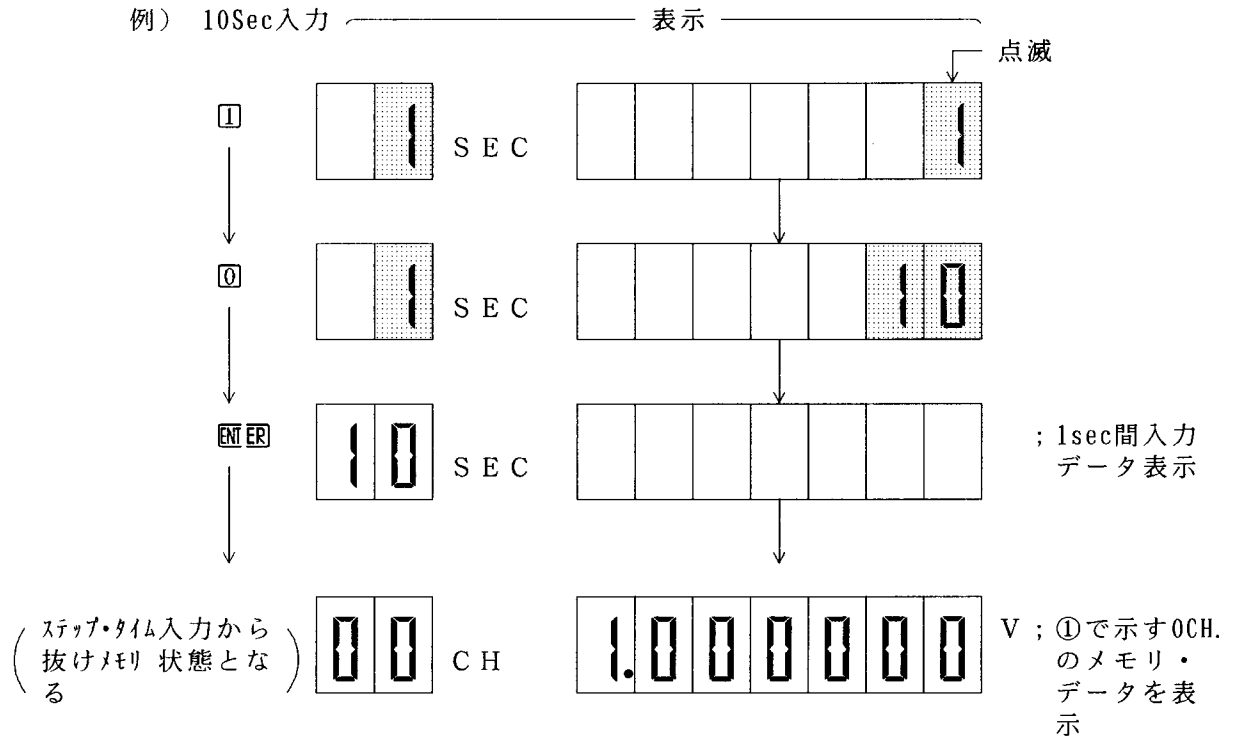 例） 10Sec入力 表示
点滅
1 1 SEC 1
0 1 SEC 10
ENTER 10 SEC ；1sec間入力
データ表示
ｽﾃｯﾌﾟ・ﾀｲﾑ入力から
抜けﾒﾓﾘ 状態とな
る
00 CH 1.000000 V；①で示す0CH.
のメモリ・
データを表
示